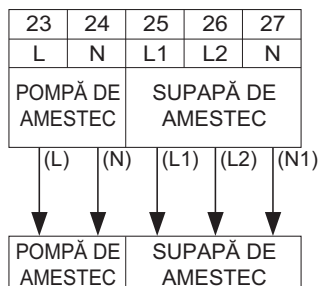 23 24 25 26 27
L N L1 L2 N
POMPĂ DE AMESTEC
SUPAPĂ DE AMESTEC
(L) (N) (L1) (L2) (N1)
POMPĂ DE AMESTEC
SUPAPĂ DE AMESTEC